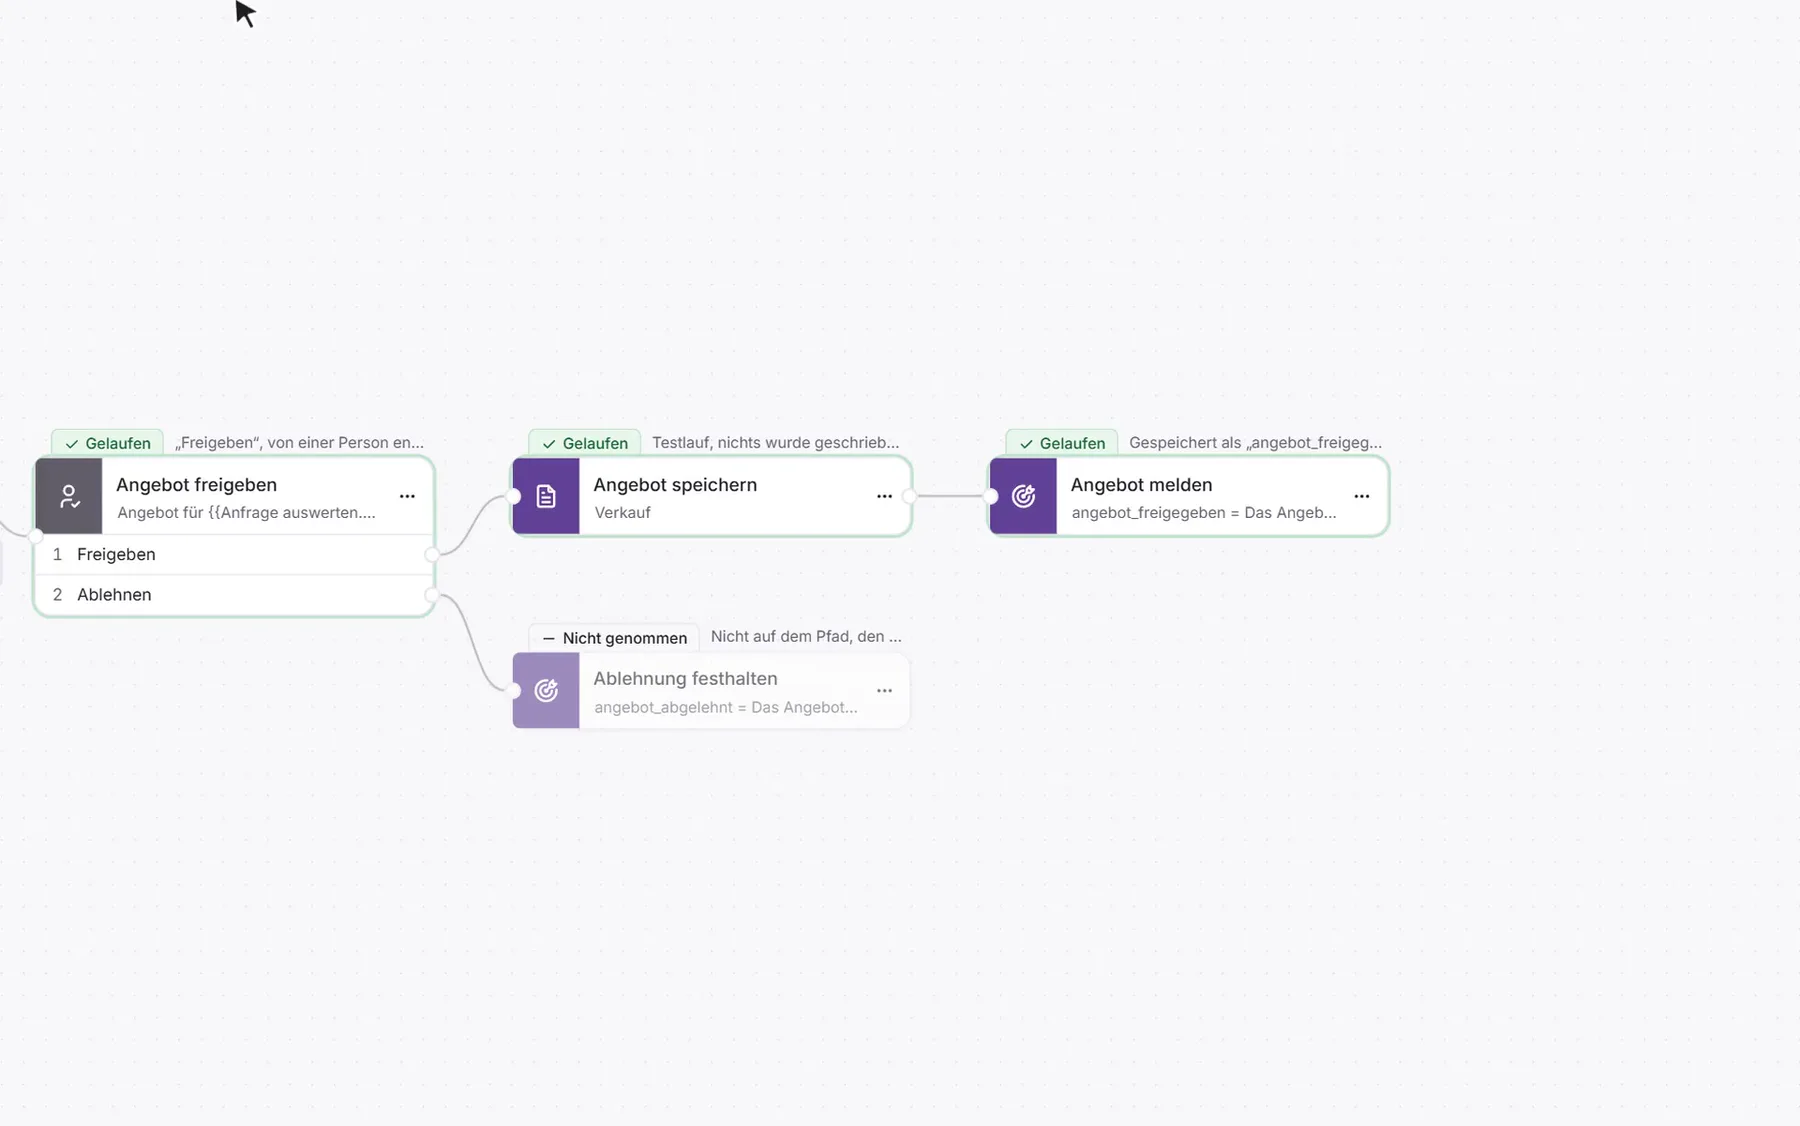 Gelaufen „Freigeben“, von einer Person en...
Angebot freigeben
Angebot für {{Anfrage auswerten....
1 Freigeben
2 Ablehnen
Gelaufen Testlauf, nichts wurde geschrieb...
Angebot speichern
Verkauf
Gelaufen Gespeichert als „angebot_freigeg...
Angebot melden
angebot_freigegeben = Das Angeb...
Nicht genommen Nicht auf dem Pfad, den ...
Ablehnung festhalten
angebot_abgelehnt = Das Angebot...